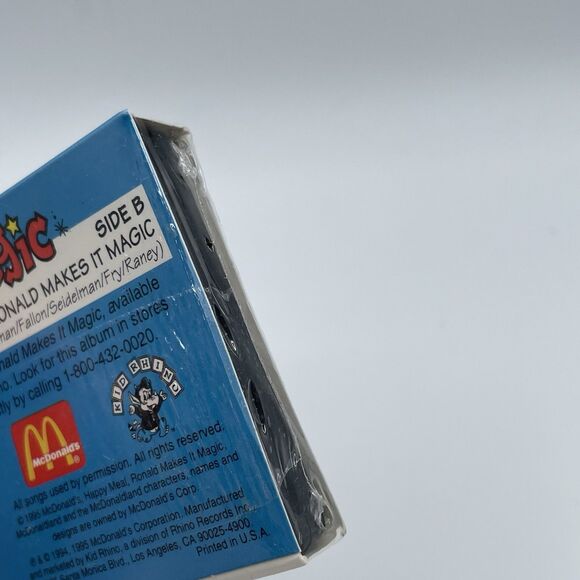 gic
SIDE B
ONALD MAKES IT MAGIC
man/Fallon/Seidelman/Fry/Raney)
nald Makes It Magic, available
no. Look for this album in stores
tly by calling 1-800-432-0020.
KID RHINO
McDonald's
All songs used by permission. All rights reserved.
© 1995 McDonald's, Happy Meal, Ronald Makes It Magic,
McDonaldland and the McDonaldland characters, names and
designs are owned by McDonald's Corp.
℗ & © 1994, 1995 McDonald's Corporation. Manufactured
and marketed by Kid Rhino, a division of Rhino Records Inc.
Santa Monica Blvd., Los Angeles, CA 90025-4900.
Printed in U.S.A.